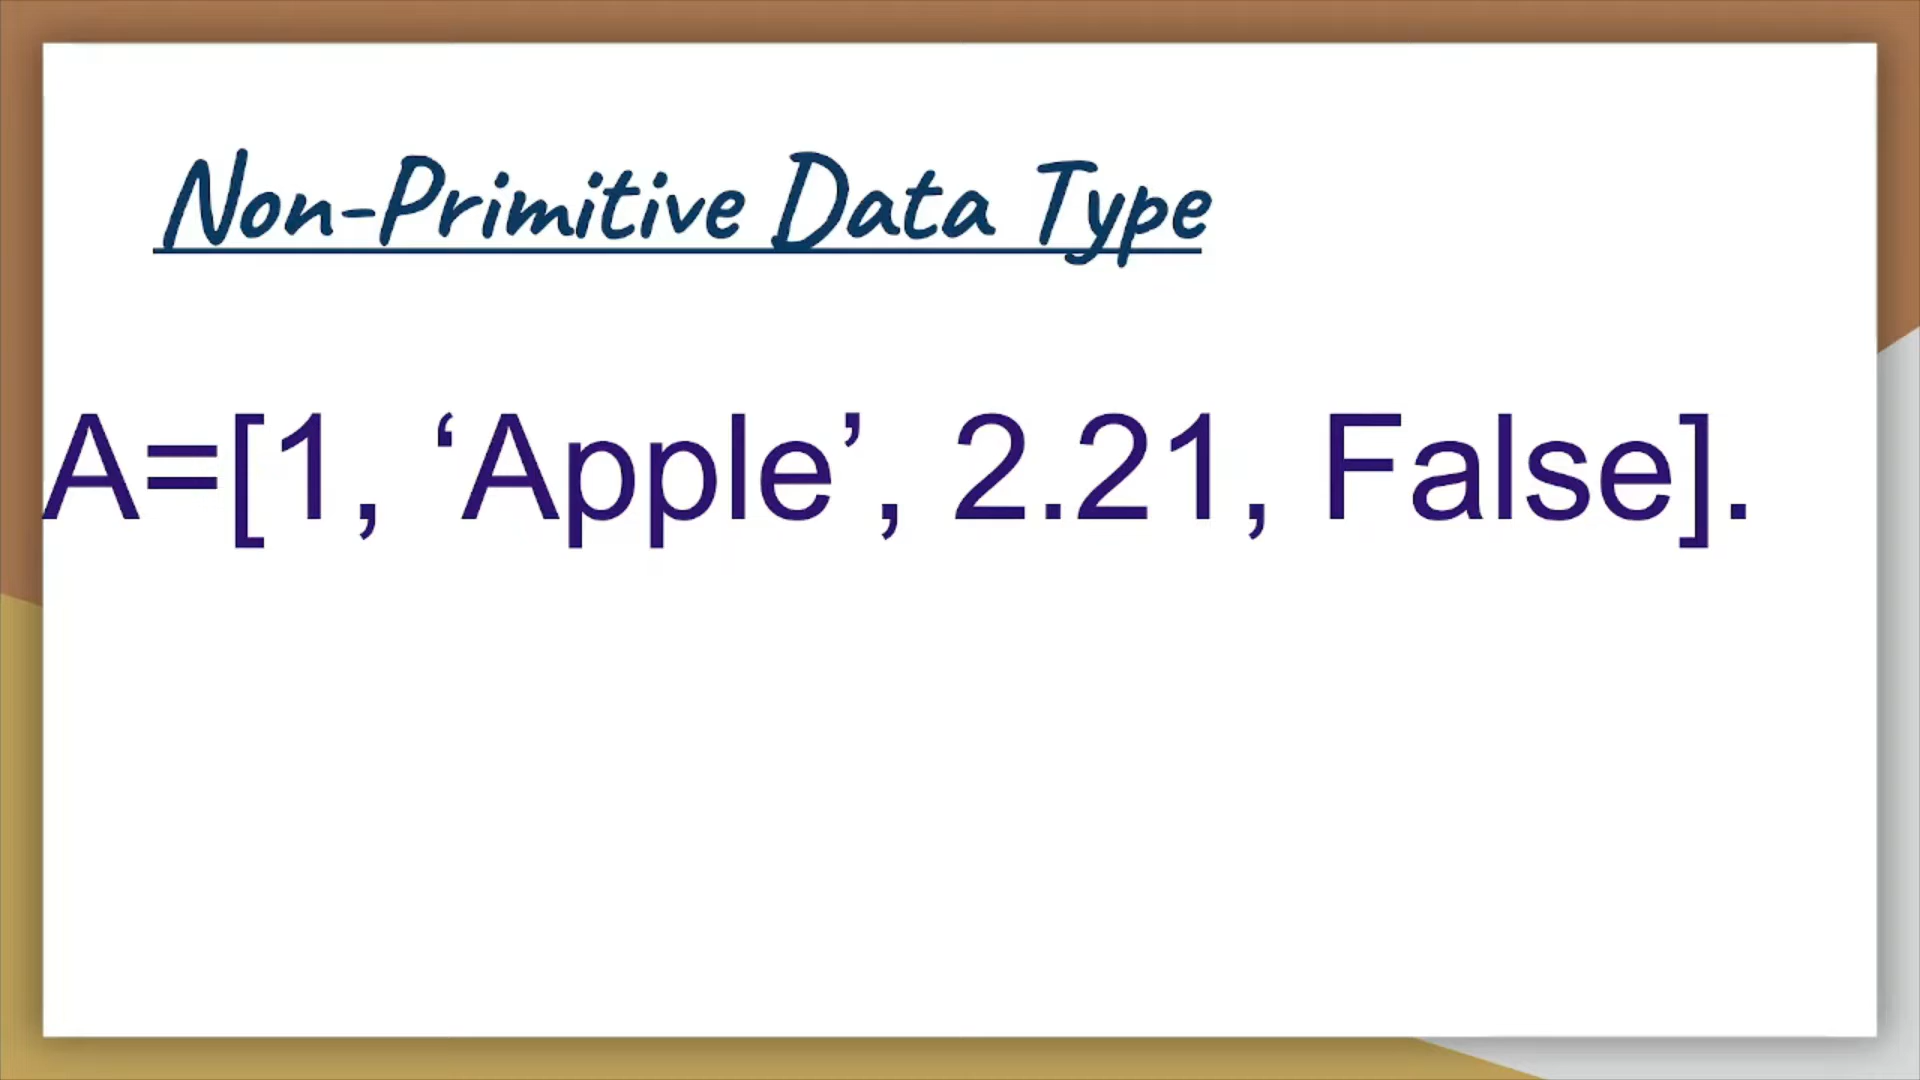 Non-Primitive Data Type
A=[1, ‘Apple’, 2.21, False].